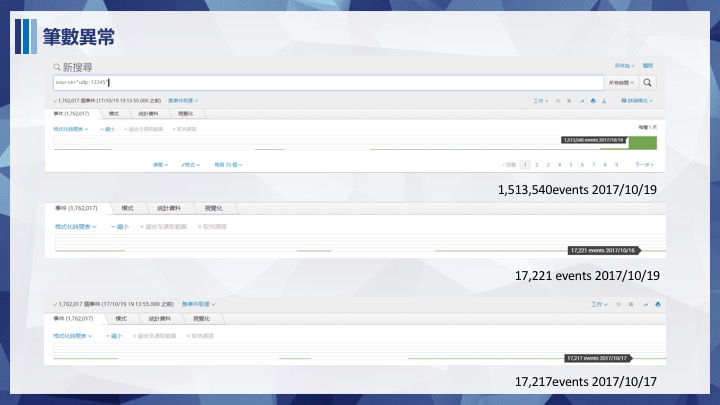 筆數異常
新搜尋
另存為 關閉
source="udp:12345"
所有時間
✓1,762,017 個事件 (17/10/19 19:13:55.000 之前) 無事件取樣
工作 詳細模式
事件 (1,762,017) 模式 統計資料 視覺化
格式化時間表 − 縮小 + 縮放至選取範圍 × 取消選擇
每欄 1 天
1,513,540 events 2017/10/19
清單 格式 每頁 20 個
1 2 3 4 5 6 7 8 9 下一步 >
1,513,540events 2017/10/19
事件 (1,762,017) 模式 統計資料 視覺化
格式化時間表 − 縮小 + 縮放至選取範圍 × 取消選擇
17,221 events 2017/10/16
17,221 events 2017/10/19
✓1,762,017 個事件 (17/10/19 19:13:55.000 之前) 無事件取樣
工作
事件 (1,762,017) 模式 統計資料 視覺化
格式化時間表 − 縮小 + 縮放至選取範圍 × 取消選擇
17,217 events 2017/10/17
17,217events 2017/10/17